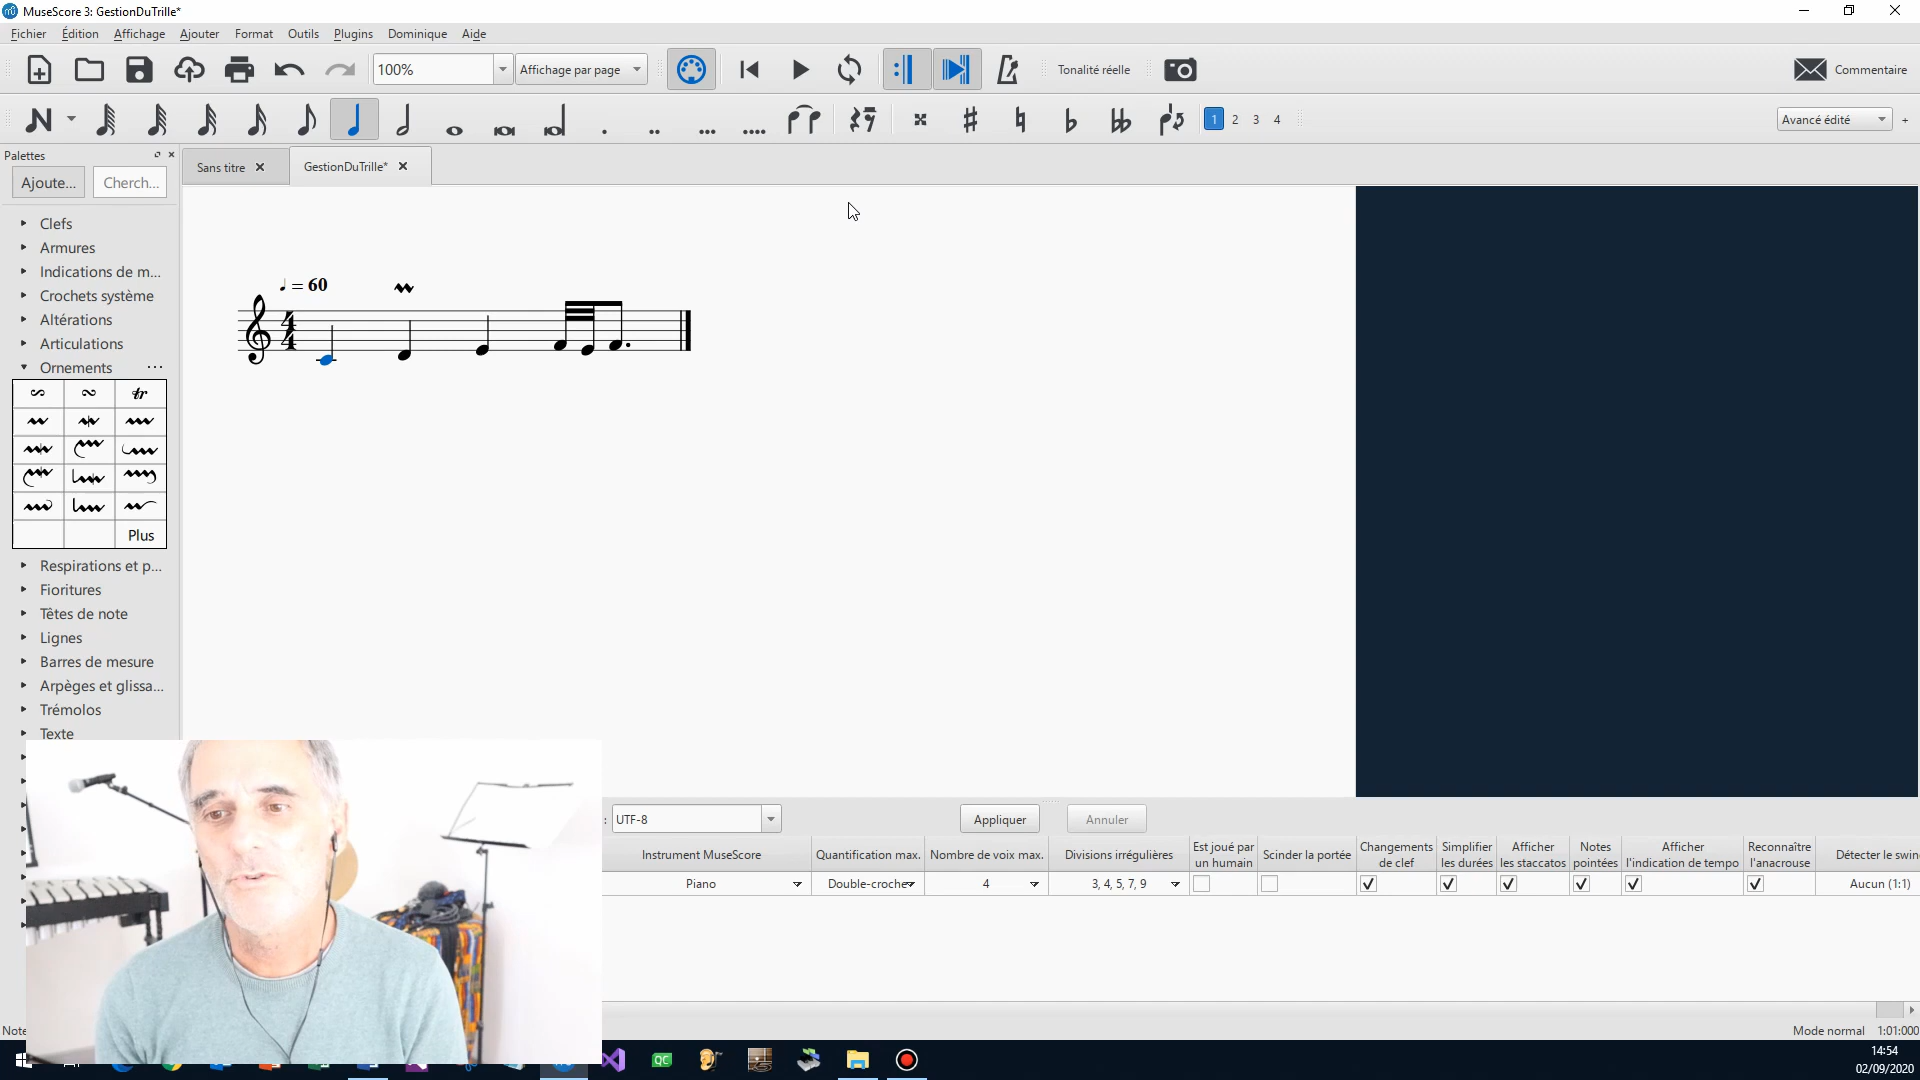 MuseScore 3: GestionDuTrille*
Fichier Édition Affichage Ajouter Format Outils Plugins Dominique Aide
100% Affichage par page Tonalité réelle Commentaire
1 2 3 4 Avancé édité +
Palettes
Sans titre GestionDuTrille*
Ajoute... Cherch...
Clefs
Armures
Indications de m...
Crochets système
Altérations
Articulations
Ornements ...
tr
Plus
Respirations et p...
Fioritures
Têtes de note
Lignes
Barres de mesure
Arpèges et glissa...
Trémolos
Texte
= 60
4
4
: UTF-8 Appliquer Annuler
Instrument MuseScore Quantification max. Nombre de voix max. Divisions irrégulières Est joué par un humain Scinder la portée Changements de clef Simplifier les durées Afficher les staccatos Notes pointées Afficher l'indication de tempo Reconnaître l'anacrouse Détecter le swin
Piano Double-croche 4 3, 4, 5, 7, 9 Aucun (1:1)
Note
Mode normal 1:01:000
QC
14:54
02/09/2020